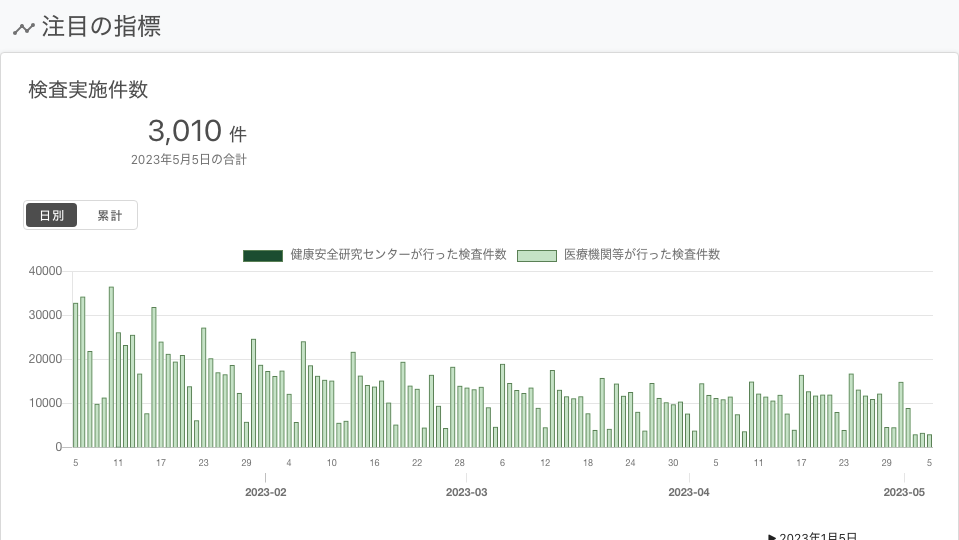 注目の指標
検査実施件数
3,010 件
2023年5月5日の合計
日別 累計
健康安全研究センターが行った検査件数 医療機関等が行った検査件数
40000
30000
20000
10000
0
5 11 17 23 29 4 10 16 22 28 6 12 18 24 30 5 11 17 23 29 5
2023-02 2023-03 2023-04 2023-05
▶ 2023年1月5日